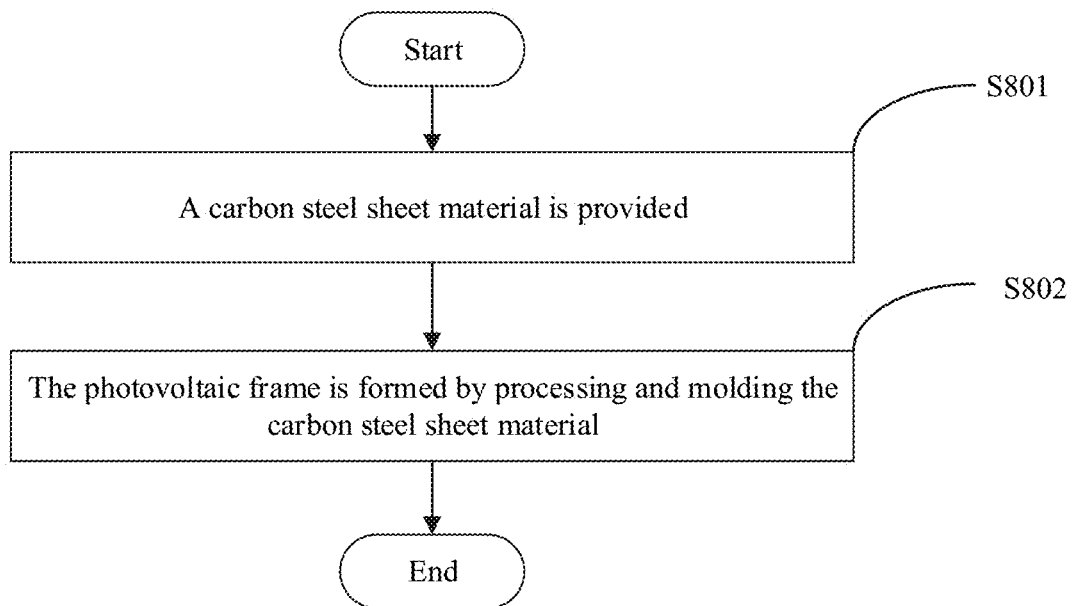 Start
S801
A carbon steel sheet material is provided
S802
The photovoltaic frame is formed by processing and molding the
carbon steel sheet material
End